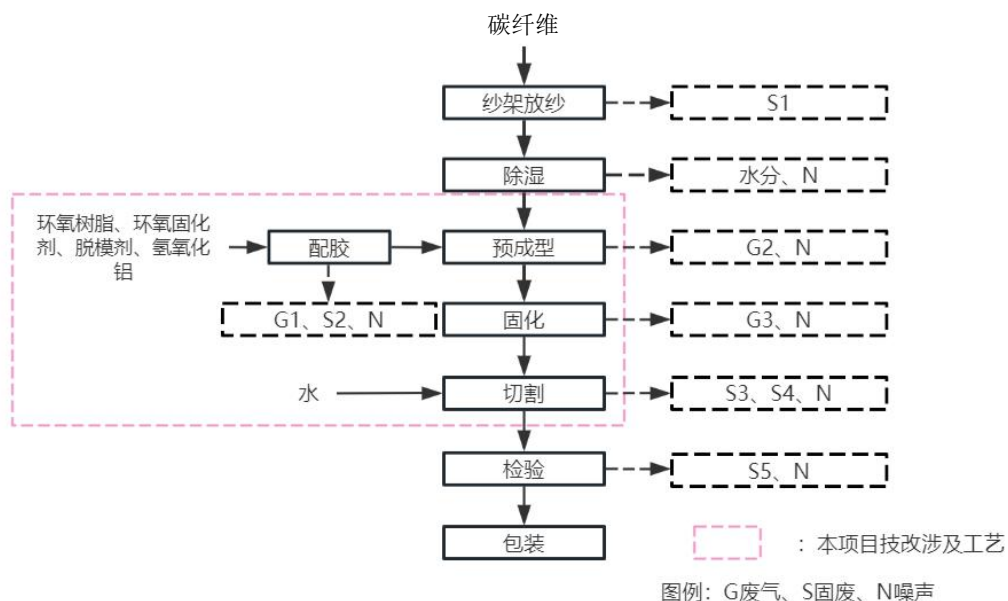 碳纤维
纱架放纱
S1
除湿
水分、N
环氧树脂、环氧固化
剂、脱模剂、氢氧化
铝
配胶
预成型
G2、N
G1、S2、N
固化
G3、N
水
切割
S3、S4、N
检验
S5、N
包装
：本项目技改涉及工艺
图例：G废气、S固废、N噪声